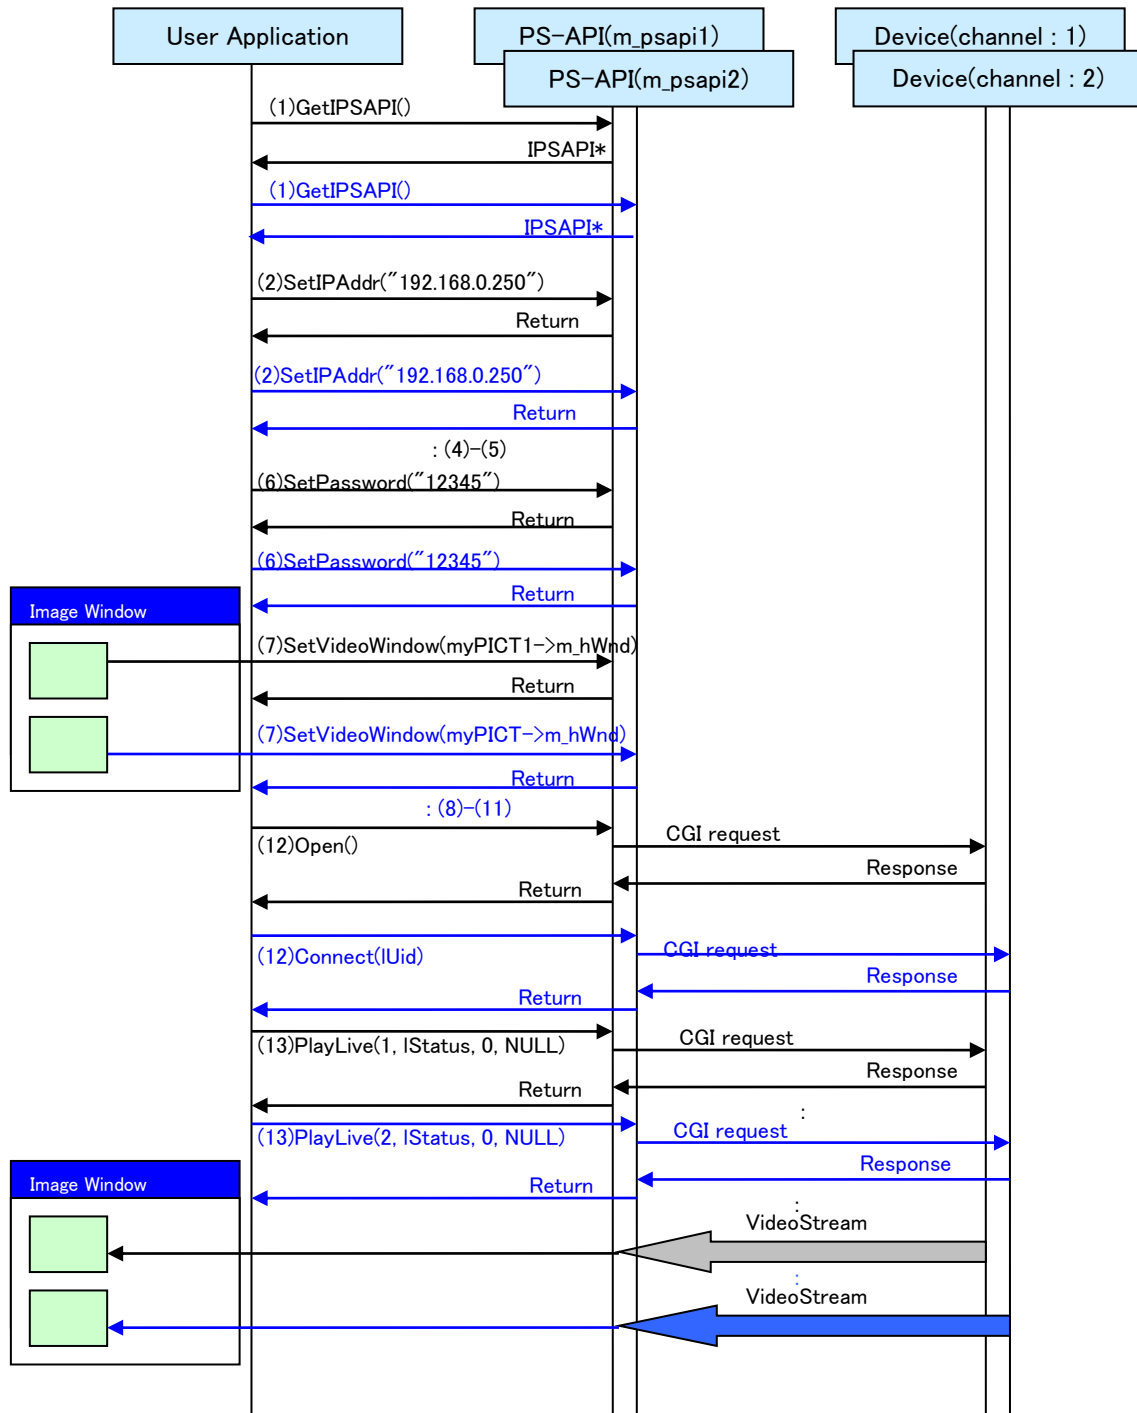 User Application
PS-API(m_psapi1)
Device(channel : 1)
PS-API(m_psapi2)
Device(channel : 2)
(1)GetIPSAPI()
IPSAPI*
(1)GetIPSAPI()
IPSAPI*
(2)SetIPAddr("192.168.0.250")
Return
(2)SetIPAddr("192.168.0.250")
Return
: (4)-(5)
(6)SetPassword("12345")
Return
(6)SetPassword("12345")
Return
Image Window
(7)SetVideoWindow(myPICT1->m_hWnd)
Return
(7)SetVideoWindow(myPICT->m_hWnd)
Return
: (8)-(11)
(12)Open()
CGI request
Response
Return
(12)Connect(lUid)
CGI request
Response
Return
(13)PlayLive(1, lStatus, 0, NULL)
CGI request
Response
Return
:
(13)PlayLive(2, lStatus, 0, NULL)
CGI request
Response
Return
Image Window
:
VideoStream
:
VideoStream